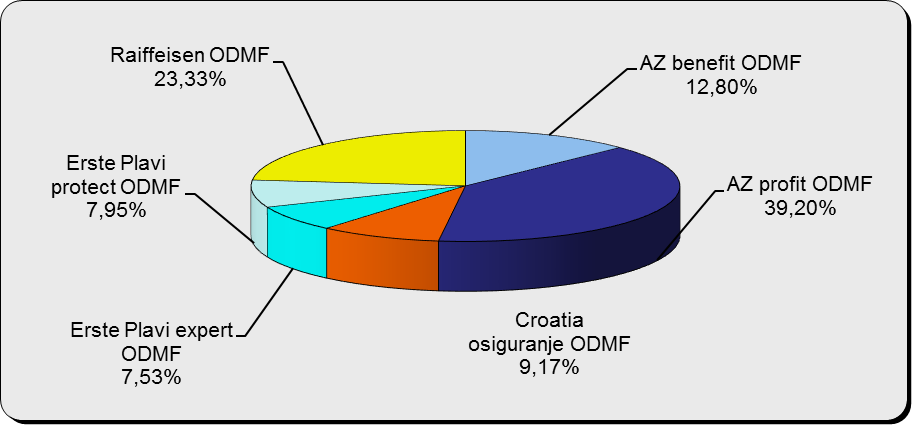 Raiffeisen ODMF
23,33%
AZ benefit ODMF
12,80%
Erste Plavi
protect ODMF
7,95%
AZ profit ODMF
39,20%
Erste Plavi expert
ODMF
7,53%
Croatia
osiguranje ODMF
9,17%